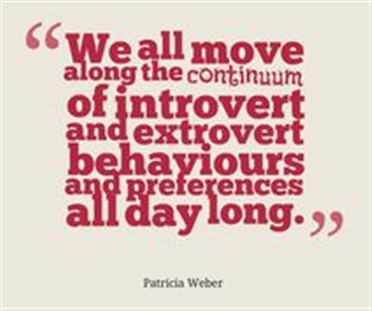 “We all move
along the continuum
of introvert
and extrovert
behaviours
and preferences
all day long.”
Patricia Weber